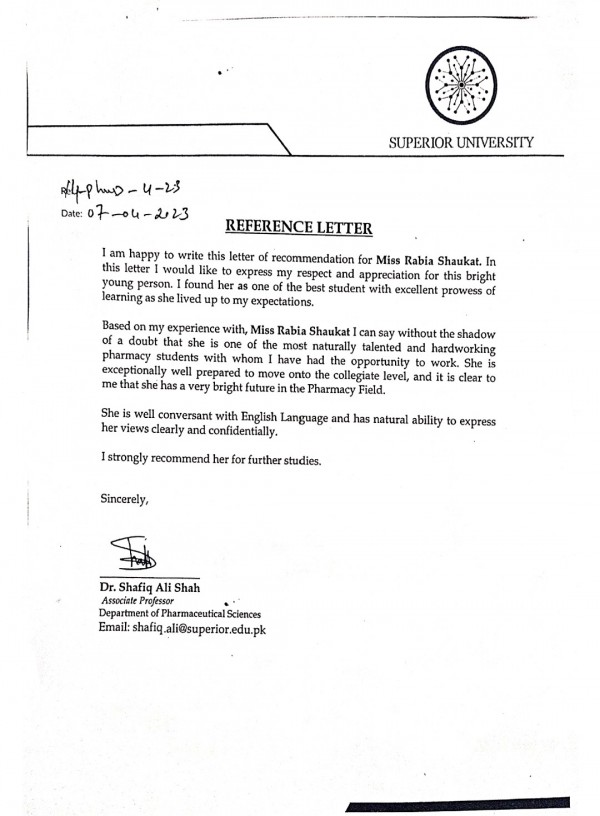 SUPERIOR UNIVERSITY
- 4-23
Date: 07-04-2023
REFERENCE LETTER
I am happy to write this letter of recommendation for Miss Rabia Shaukat. In
this letter I would like to express my respect and appreciation for this bright
young person. I found her as one of the best student with excellent prowess of
learning as she lived up to my expectations.
Based on my experience with, Miss Rabia Shaukat I can say without the shadow
of a doubt that she is one of the most naturally talented and hardworking
pharmacy students with whom I have had the opportunity to work. She is
exceptionally well prepared to move onto the collegiate level, and it is clear to
me that she has a very bright future in the Pharmacy Field.
She is well conversant with English Language and has natural ability to express
her views clearly and confidentially.
I strongly recommend her for further studies.
Sincerely,
Dr. Shafiq Ali Shah
Associate Professor
Department of Pharmaceutical Sciences
Email: shafiq.ali@superior.edu.pk